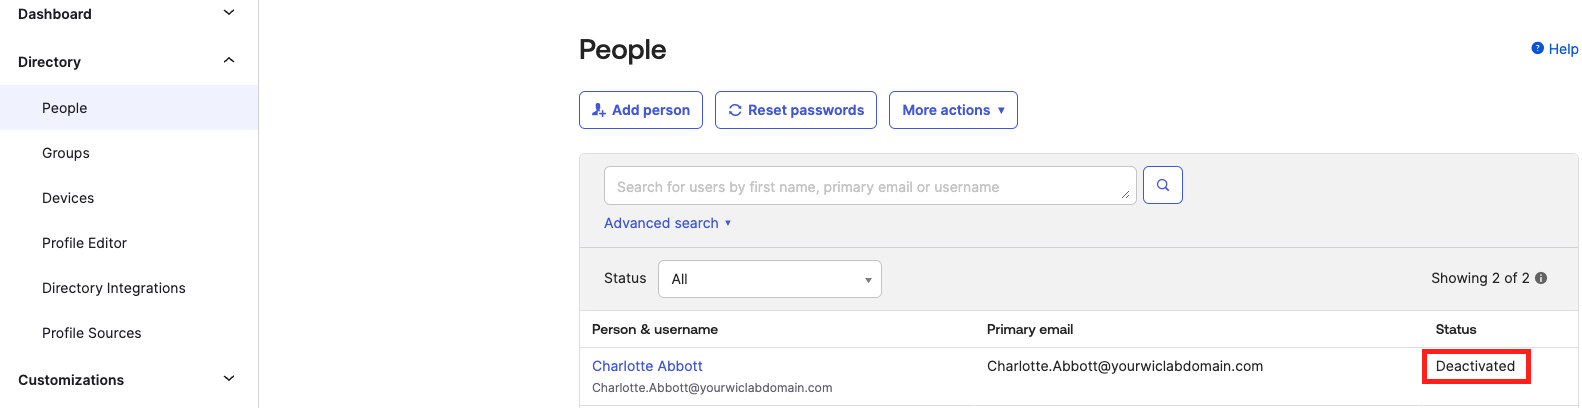 Dashboard
Directory
People
Groups
Devices
Profile Editor
Directory Integrations
Profile Sources
Customizations
People
Help
Add person
Reset passwords
More actions
Search for users by first name, primary email or username
Advanced search
Status All Showing 2 of 2
Person & username Primary email Status
Charlotte Abbott Charlotte.Abbott@yourwiclabdomain.com Deactivated
Charlotte.Abbott@yourwiclabdomain.com